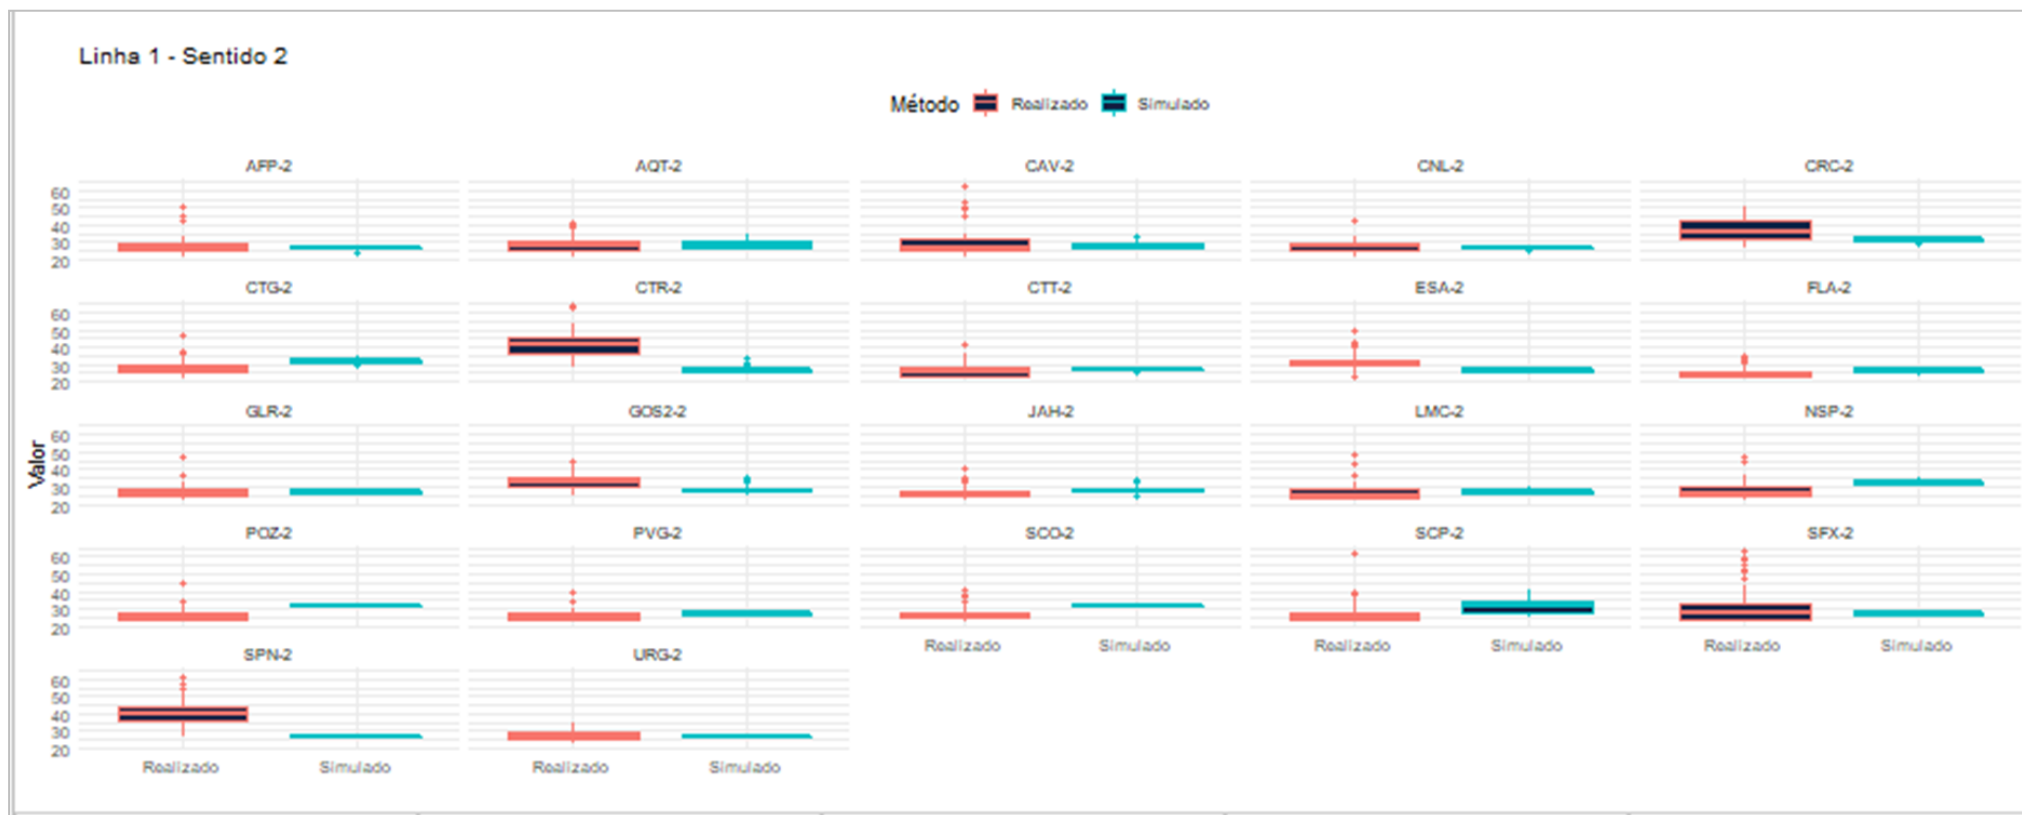 Linha 1 - Sentido 2
Método Realizado Simulado
AFP-2 AQT-2 CAV-2 CNL-2 CRC-2
60
50
40
30
20
CTG-2 CTR-2 CTT-2 ESA-2 FLA-2
60
50
40
30
20
GLR-2 GOS2-2 JAH-2 LMC-2 NSP-2
Valor
60
50
40
30
20
POZ-2 PVG-2 SCO-2 SCP-2 SFX-2
60
50
40
30
20
Realizado Simulado Realizado Simulado Realizado Simulado
SPN-2 URG-2
60
50
40
30
20
Realizado Simulado Realizado Simulado